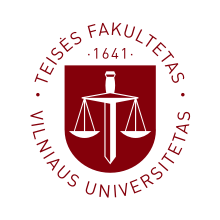 TEISĖS FAKULTETAS
·1641·
• VILNIAUS UNIVERSITETAS •